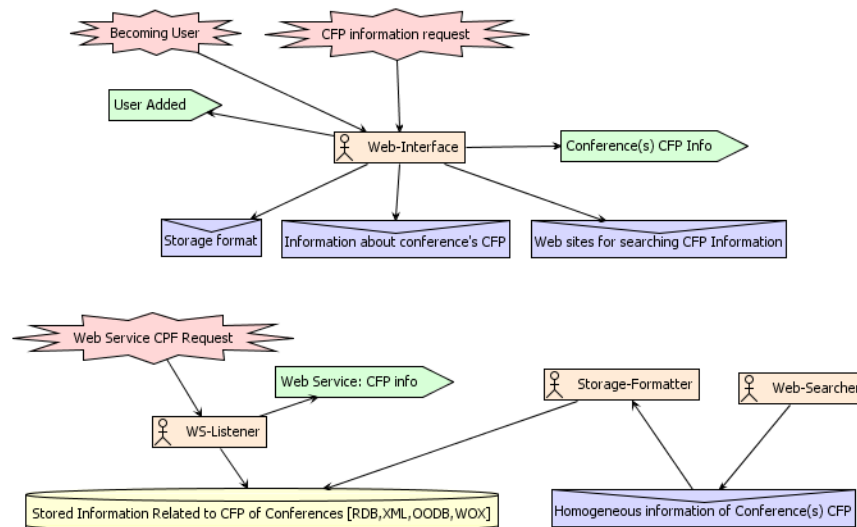 Becoming User
CFP information request
User Added
Web-Interface
Conference(s) CFP Info
Storage format
Information about conference's CFP
Web sites for searching CFP Information
Web Service CPF Request
Web Service: CFP info
Storage-Formatter
Web-Searcher
WS-Listener
Stored Information Related to CFP of Conferences [RDB,XML,OODB,WOX]
Homogeneous information of Conference(s) CFP